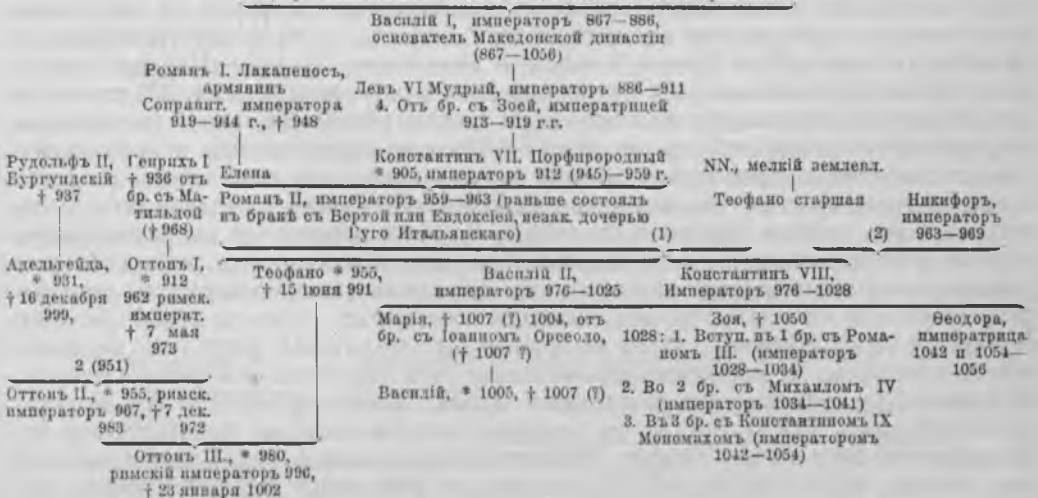 Василій I, императоръ 867—886,
основатель Македонской династіи
(867—1056)
Романъ I. Лакапеносъ,
армянинъ
Соправит. императора
919—944 г., † 948
Левъ VI Мудрый, императоръ 886—911
4. Отъ бр. съ Зоей, императрицей
913—919 г.г.
Рудольфъ II,
Бургундскій
† 937
Генрихъ I
† 936 отъ
бр. съ Ма-
тильдой
(† 968)
Елена
Константинъ VII, Порфирородный
* 905, императоръ 912 (945)—959 г.
NN., мелкій землевл.
Романъ II, императоръ 959—963 (раньше состоялъ
въ бракѣ съ Бертой или Евдоксіей, незак. дочерью
Гуго Итальянскаго)
(1)
Теофано старшая
(2)
Никифоръ,
императоръ
963—969
Адельгейда,
* 931,
† 16 декабря
999,
Оттонъ I,
* 912
962 римск.
императ.
† 7 мая
973
2 (951)
Теофано * 955,
† 15 іюня 991
Василій II,
императоръ 976—1025
Константинъ VIII,
Императоръ 976—1028
Марія, † 1007 (?) 1004, отъ
бр. съ Іоанномъ Орсеоло,
(† 1007 ?)
Василій, * 1005, † 1007 (?)
Зоя, † 1050
1028: 1. Вступ. въ 1 бр. съ Рома-
номъ III. (императоръ
1028—1034)
2. Во 2 бр. съ Михаиломъ IV
(императоръ 1034—1041)
3. Въ 3 бр. съ Константиномъ IX
Мономахомъ (императоромъ
1042—1054)
Ѳеодора,
императрица
1042 и 1054—
1056
Оттонъ II., * 955, римск.
императоръ 967, † 7 дек.
983 972
Оттонъ III., * 980,
римскій императоръ 996,
† 23 января 1002